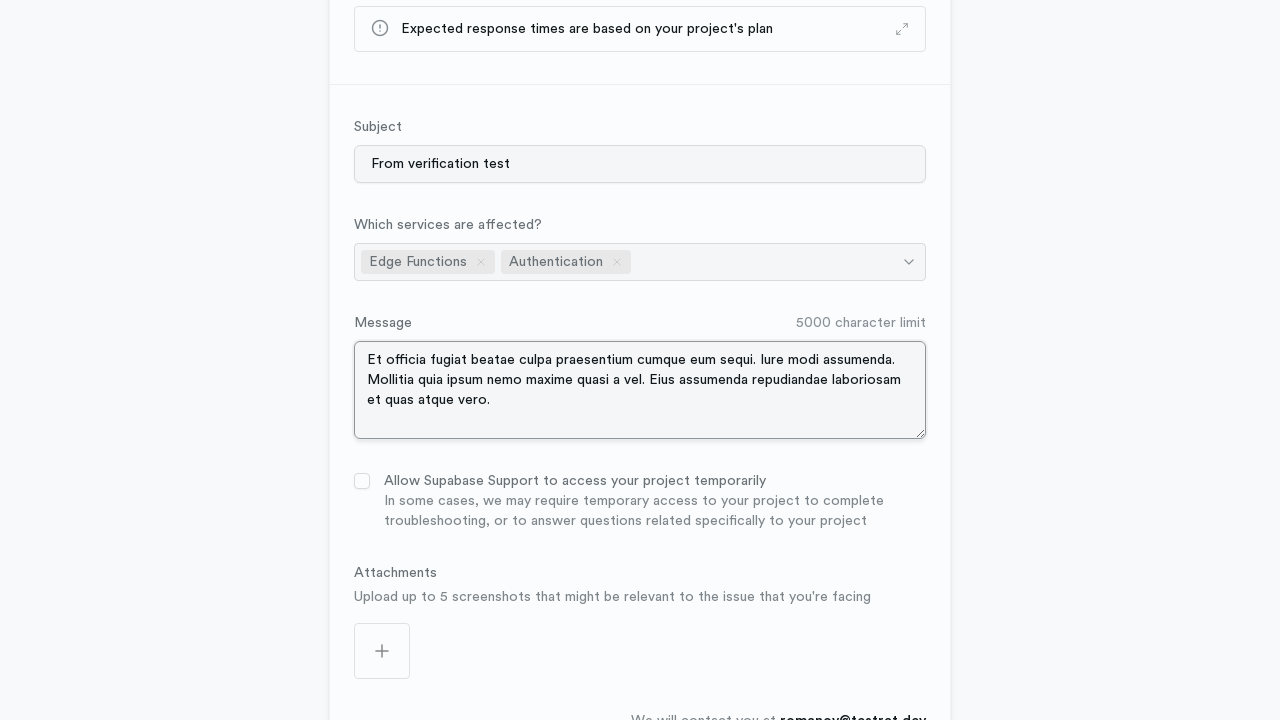 Expected response times are based on your project's plan
Subject
From verification test
Which services are affected?
Edge Functions
Authentication
Message
5000 character limit
Et officia fugiat beatae culpa praesentium cumque eum sequi. Iure modi assumenda.
Mollitia quia ipsum nemo maxime quasi a vel. Eius assumenda repudiandae laboriosam
et quas atque vero.
Allow Supabase Support to access your project temporarily
In some cases, we may require temporary access to your project to complete
troubleshooting, or to answer questions related specifically to your project
Attachments
Upload up to 5 screenshots that might be relevant to the issue that you're facing
We will contact you at romanov@testret.dev